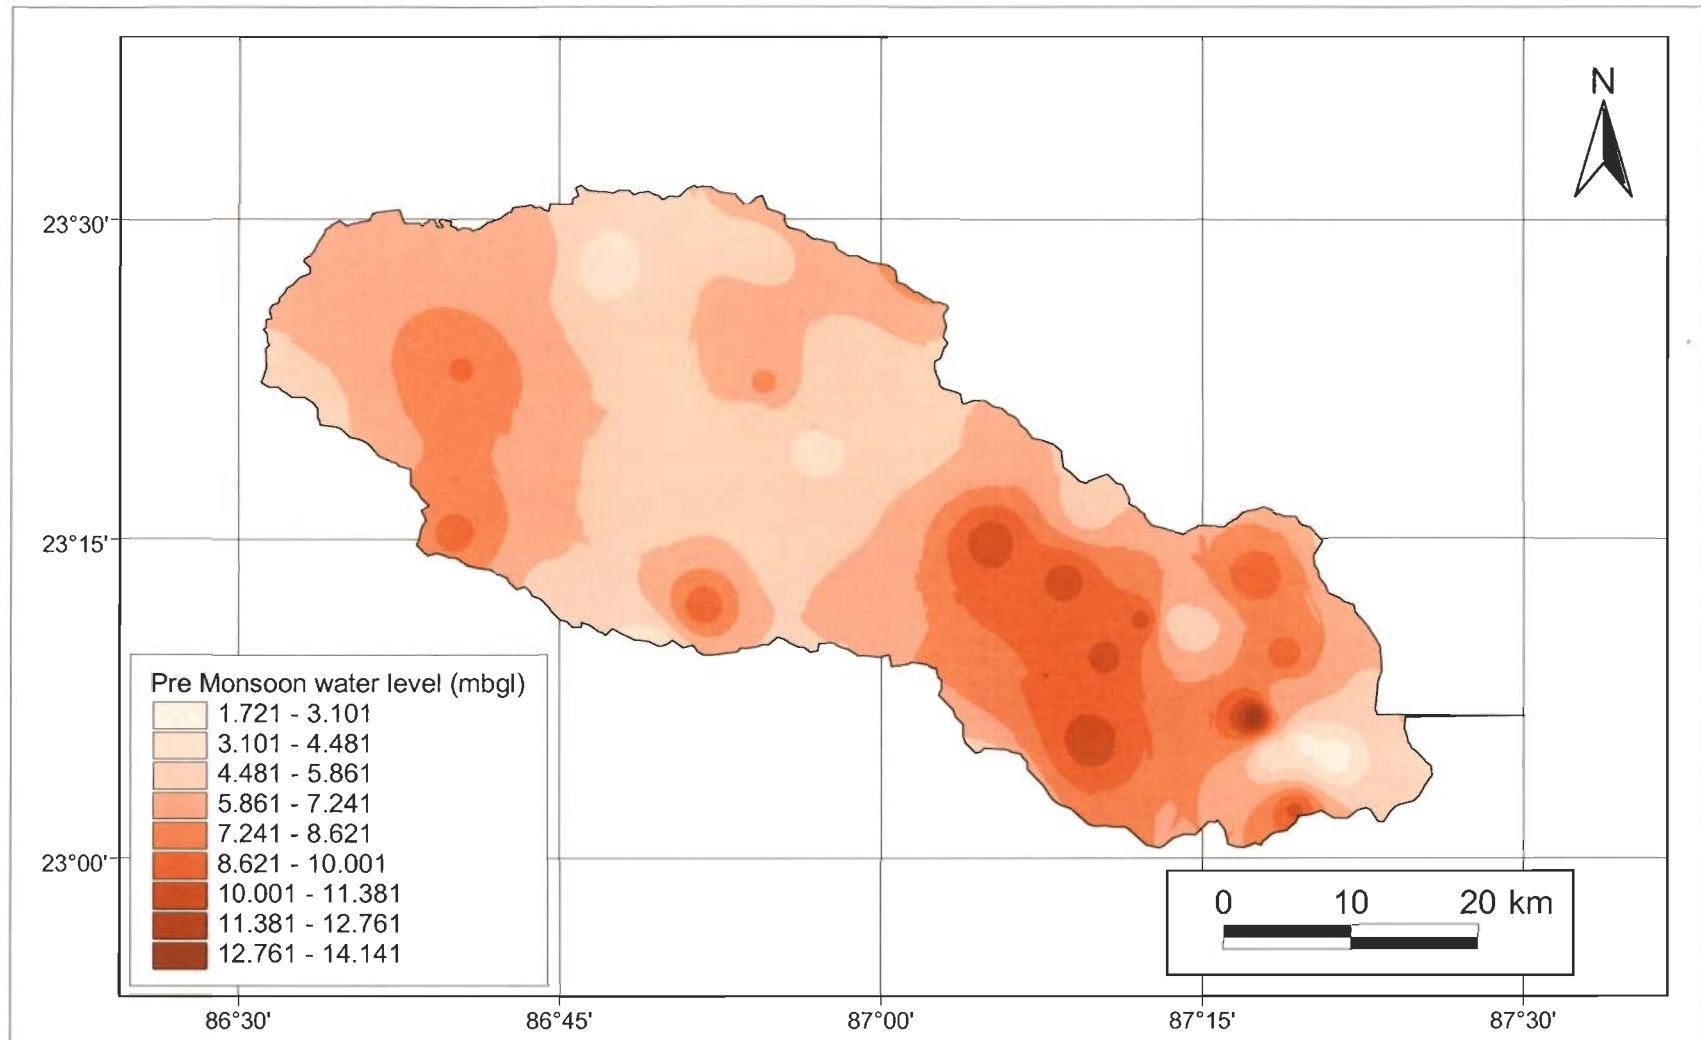 N
23°30'
23°15'
23°00'
Pre Monsoon water level (mbgl)
1.721 - 3.101
3.101 - 4.481
4.481 - 5.861
5.861 - 7.241
7.241 - 8.621
8.621 - 10.001
10.001 - 11.381
11.381 - 12.761
12.761 - 14.141
0 10 20 km
86°30' 86°45' 87°00' 87°15' 87°30'